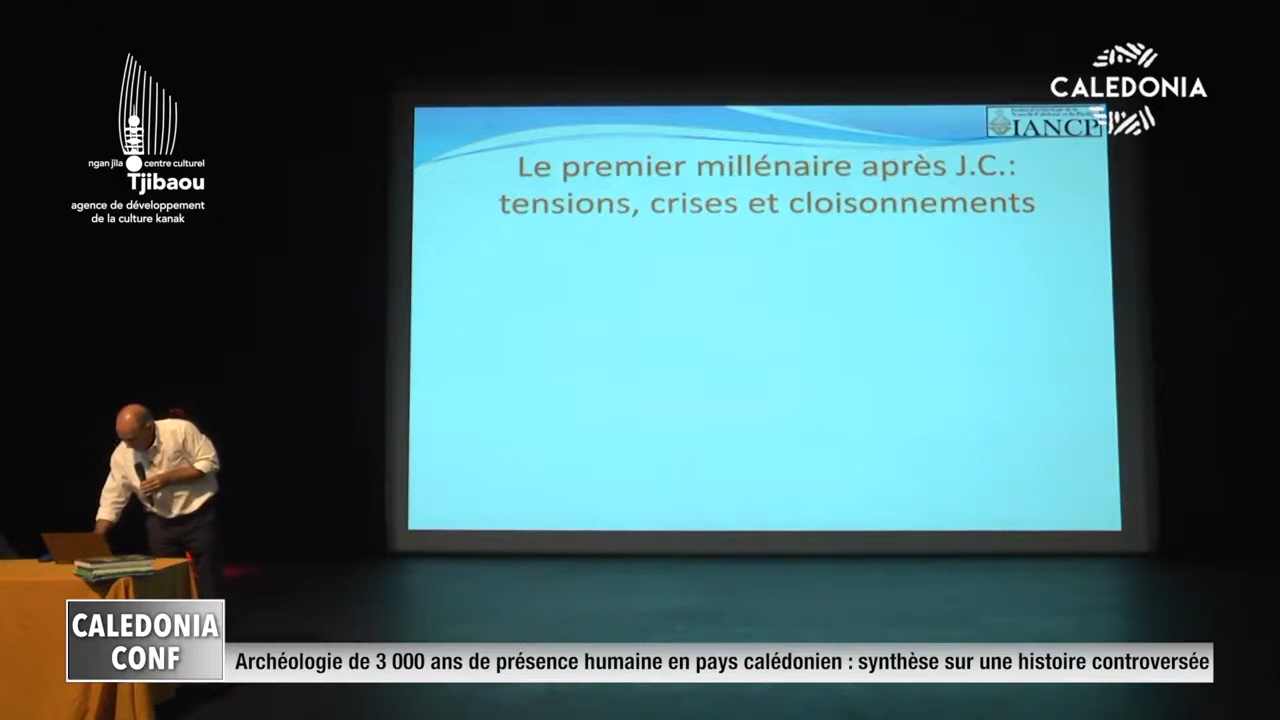 ngan jila centre culturel
Tjibaou
agence de développement
de la culture kanak
CALEDONIA
IANCP
Le premier millénaire après J.C.:
tensions, crises et cloisonnements
CALEDONIA
CONF
Archéologie de 3 000 ans de présence humaine en pays calédonien : synthèse sur une histoire controversée